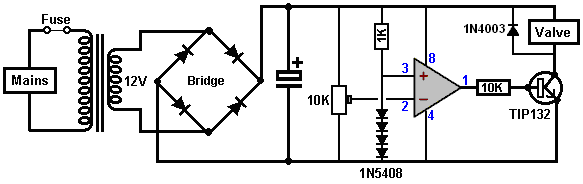 Fuse
Mains
12V
Bridge
+
10K
1K
3
+
2
−
8
4
1
1N4003
Valve
10K
TIP132
1N5408